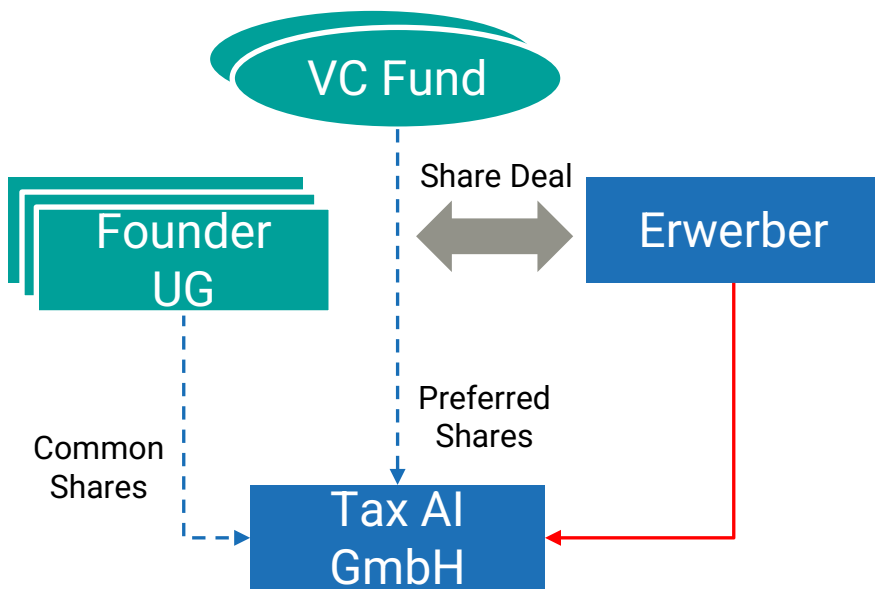 VC Fund
Share Deal
Founder
UG
Erwerber
Preferred
Shares
Common
Shares
Tax AI
GmbH